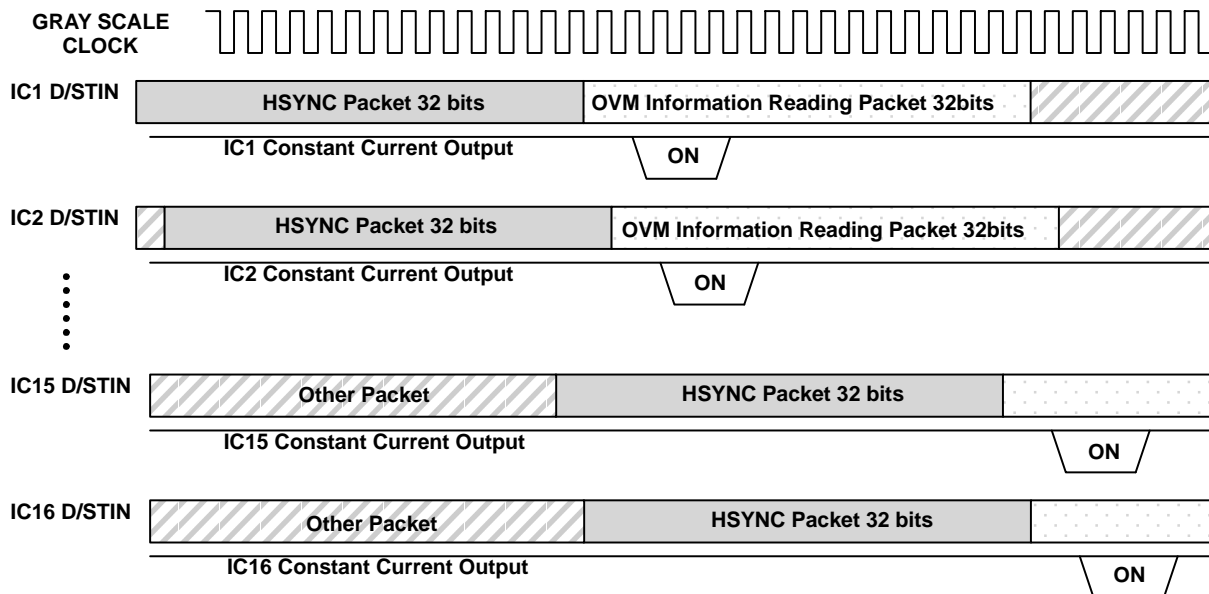 GRAY SCALE
CLOCK
IC1 D/STIN
HSYNC Packet 32 bits
OVM Information Reading Packet 32bits
IC1 Constant Current Output
ON
IC2 D/STIN
HSYNC Packet 32 bits
OVM Information Reading Packet 32bits
IC2 Constant Current Output
ON
IC15 D/STIN
Other Packet
HSYNC Packet 32 bits
IC15 Constant Current Output
ON
IC16 D/STIN
Other Packet
HSYNC Packet 32 bits
IC16 Constant Current Output
ON